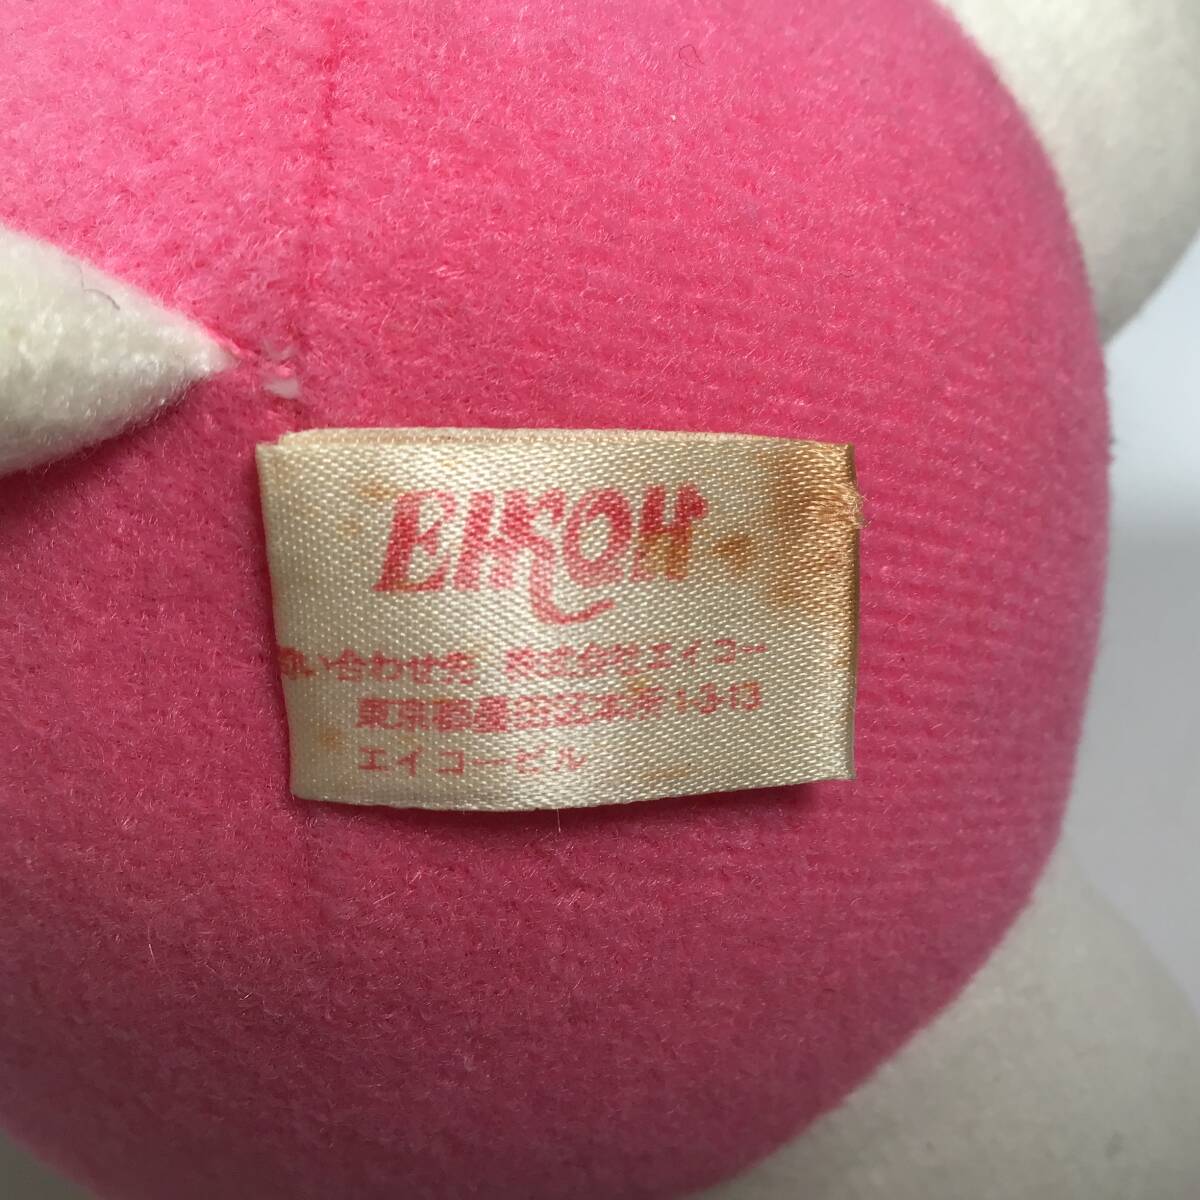 EIKOH
い合わせ先 株式会社エイコー
東京都墨田区本所1-3-13
エイコービル